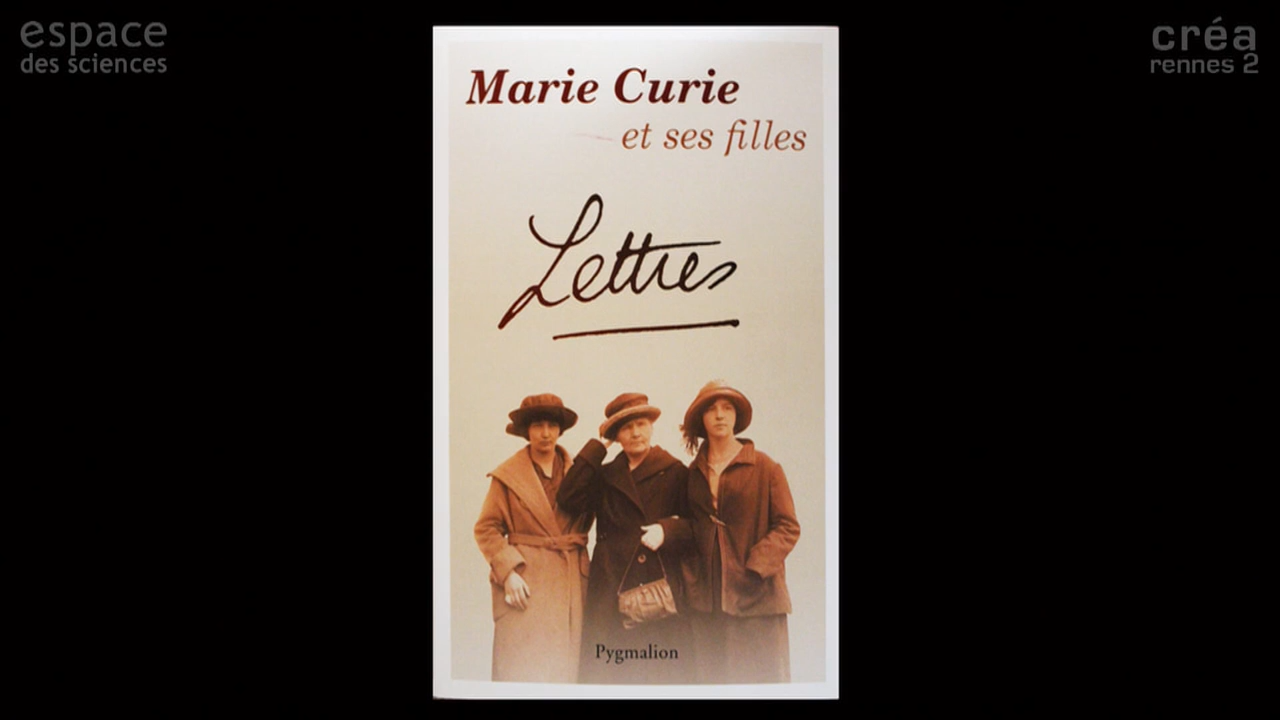 espace
des sciences
créa
rennes 2
Marie Curie
et ses filles
Lettres
Pygmalion